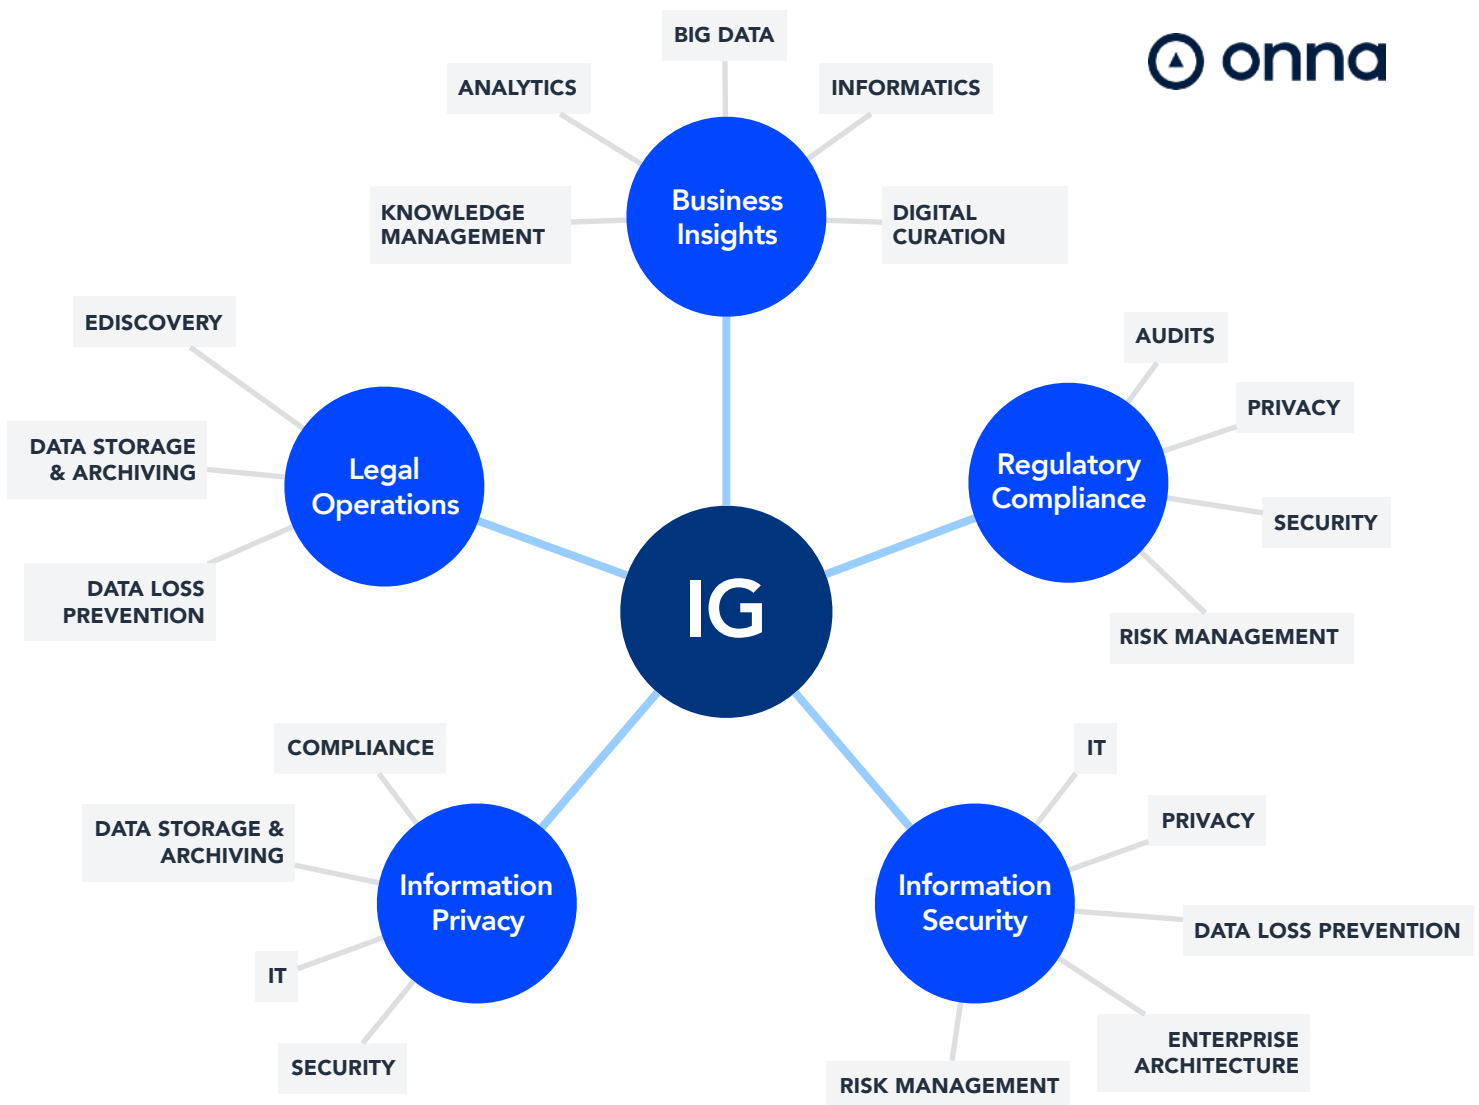 BIG DATA
onna
ANALYTICS
INFORMATICS
KNOWLEDGE
MANAGEMENT
Business
Insights
DIGITAL
CURATION
EDISCOVERY
AUDITS
PRIVACY
DATA STORAGE
& ARCHIVING
Legal
Operations
Regulatory
Compliance
SECURITY
DATA LOSS
PREVENTION
IG
RISK MANAGEMENT
COMPLIANCE
IT
DATA STORAGE &
ARCHIVING
PRIVACY
Information
Privacy
Information
Security
DATA LOSS PREVENTION
IT
SECURITY
ENTERPRISE
ARCHITECTURE
RISK MANAGEMENT